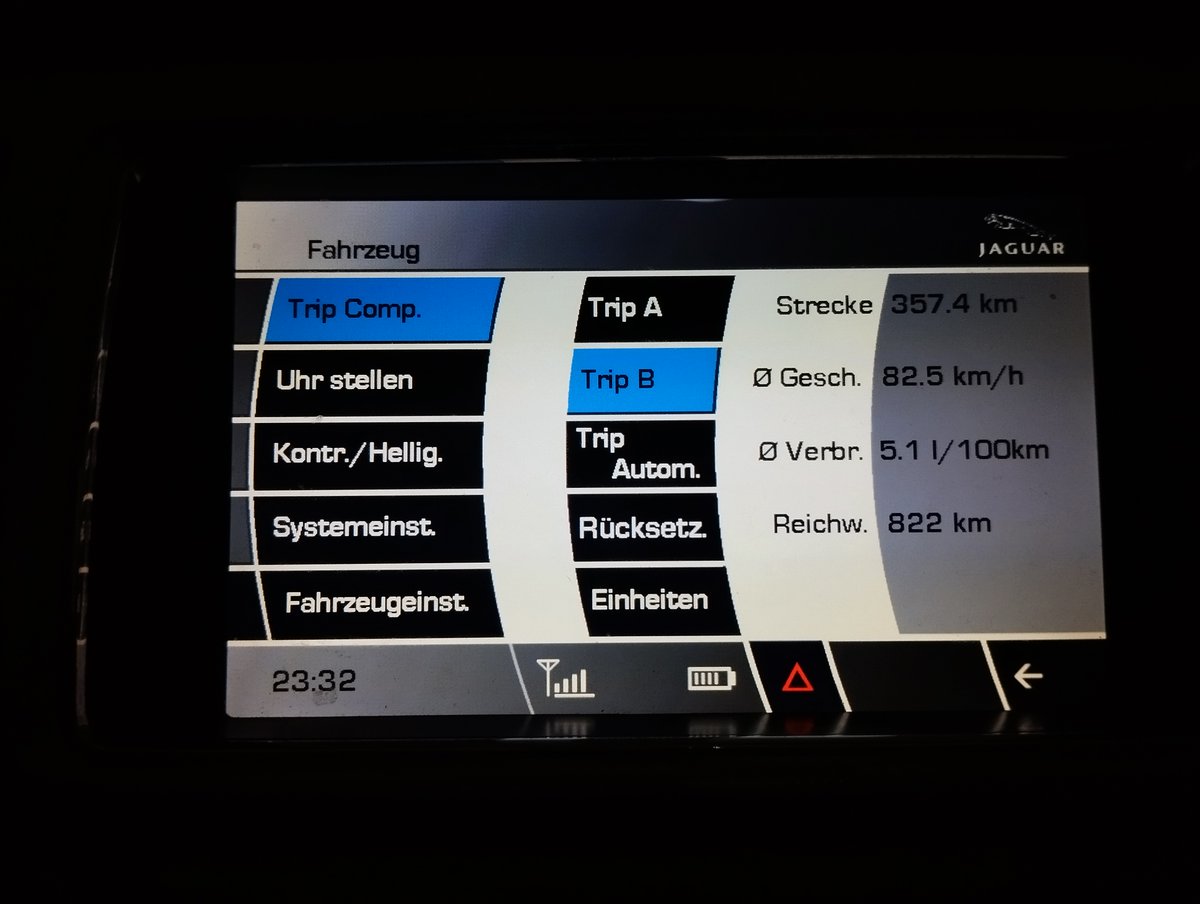 Fahrzeug
JAGUAR
Trip Comp.
Uhr stellen
Kontr./Hellig.
Systemeinst.
Fahrzeugeinst.
Trip A
Trip B
Trip
Autom.
Rücksetz.
Einheiten
Strecke 357.4 km
Ø Gesch. 82.5 km/h
Ø Verbr. 5.1 l/100km
Reichw. 822 km
23:32